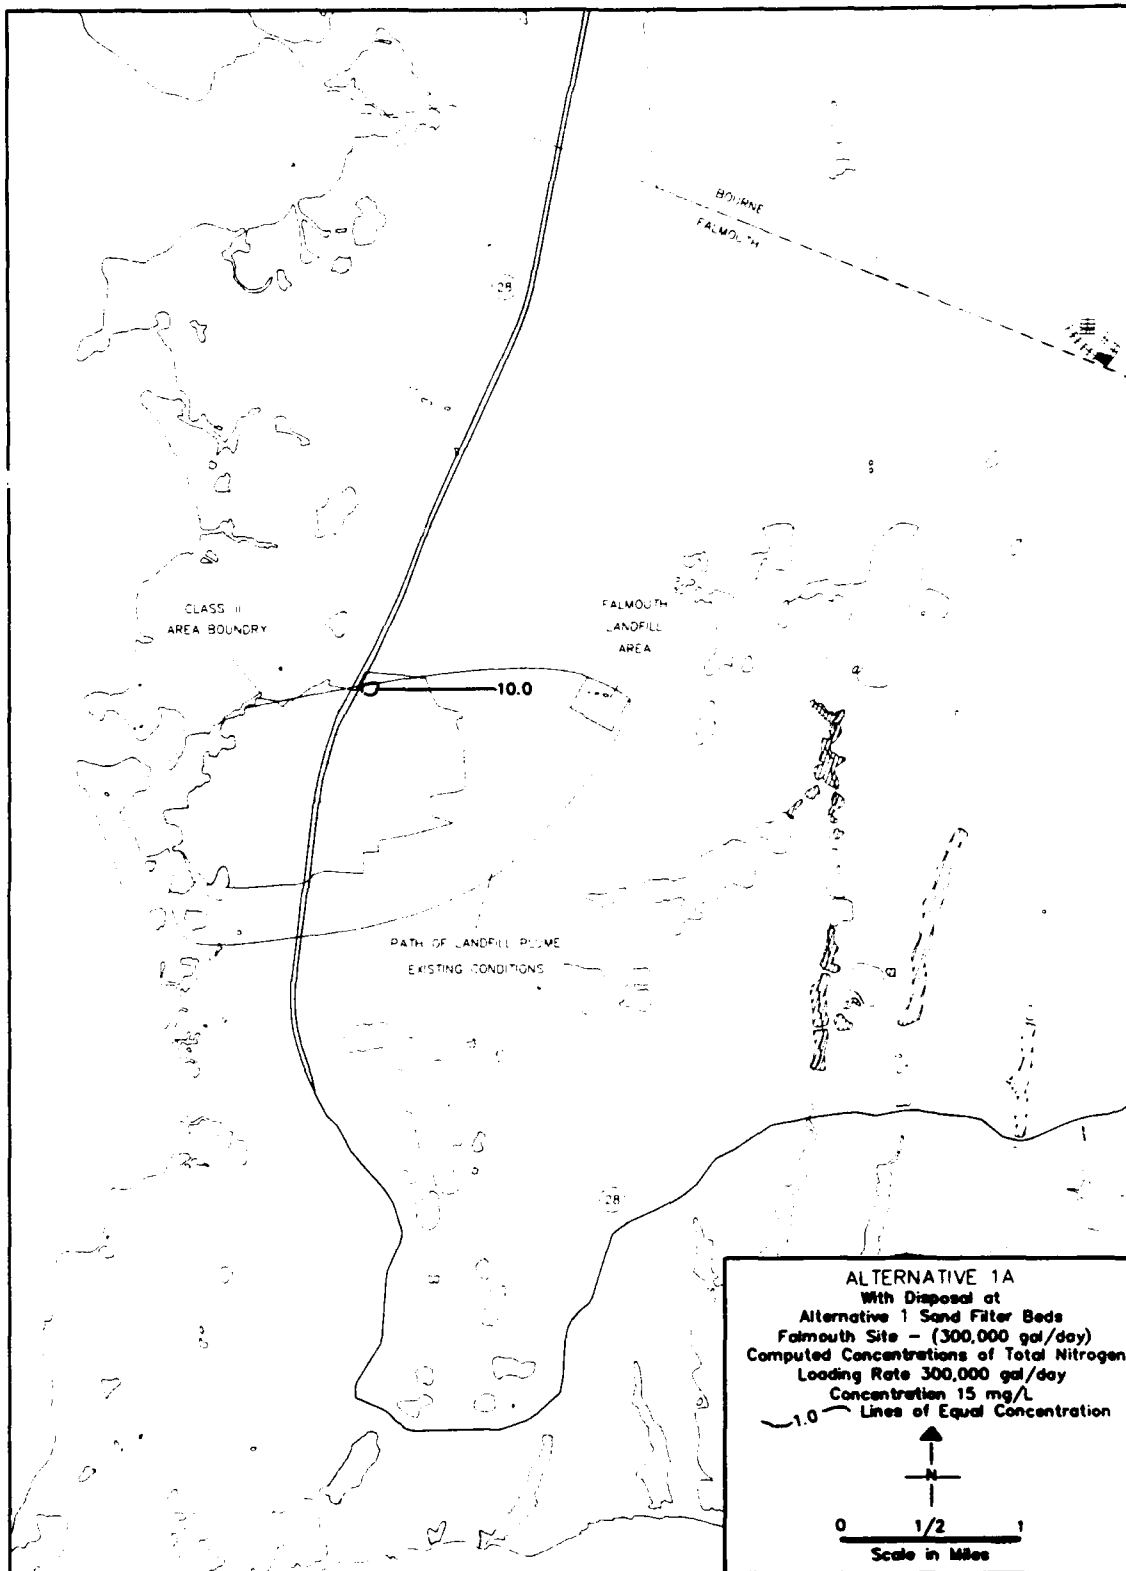 BOURNE
FALMOUTH
28
CLASS II
AREA BOUNDRY
FALMOUTH
LANDFILL
AREA
10.0
PATH OF LANDFILL PLUME
EXISTING CONDITIONS
28
ALTERNATIVE 1A
With Disposal at
Alternative 1 Sand Filter Beds
Falmouth Site - (300,000 gal/day)
Computed Concentrations of Total Nitrogen
Loading Rate 300,000 gal/day
Concentration 15 mg/L
1.0 Lines of Equal Concentration
N
0 1/2 1
Scale in Miles